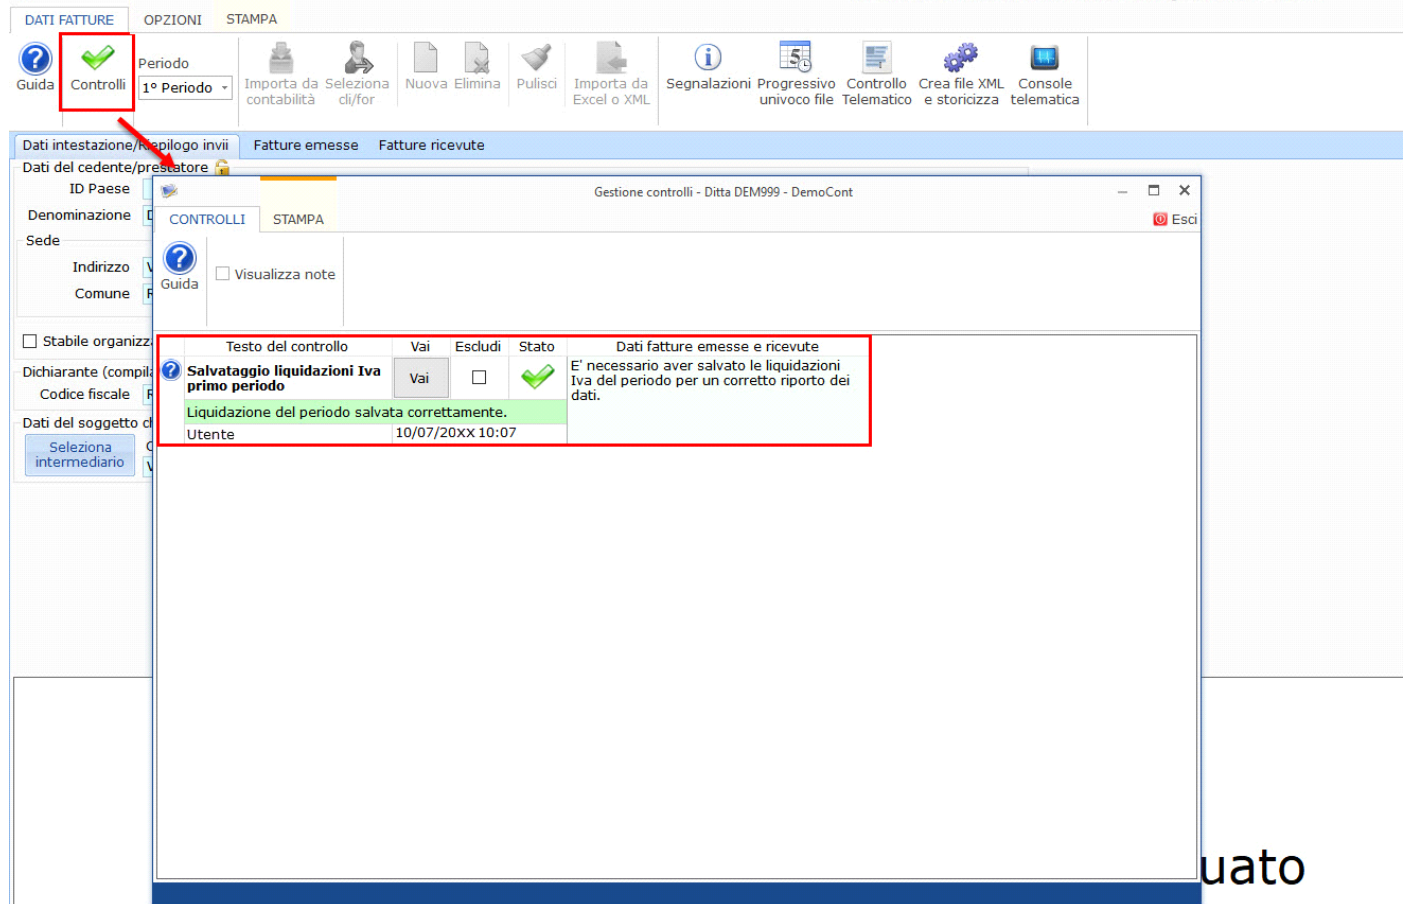 DATI FATTURE OPZIONI STAMPA
Guida Controlli
Periodo
1° Periodo
Importa da contabilità
Seleziona cli/for
Nuova Elimina Pulisci
Importa da Excel o XML
Segnalazioni
Progressivo univoco file
Controllo Telematico
Crea file XML e storicizza
Console telematica
Dati intestazione/Riepilogo invii Fatture emesse Fatture ricevute
Dati del cedente/prestatore
ID Paese
Denominazione
Sede
Indirizzo
Comune
Stabile organizz
Dichiarante (compil
Codice fiscale
Dati del soggetto c
Seleziona
intermediario
Gestione controlli - Ditta DEM999 - DemoCont
CONTROLLI STAMPA
Esci
Guida
Visualizza note
Testo del controllo Vai Escludi Stato Dati fatture emesse e ricevute
Salvataggio liquidazioni Iva
primo periodo
Vai
E' necessario aver salvato le liquidazioni
Iva del periodo per un corretto riporto dei
dati.
Liquidazione del periodo salvata correttamente.
Utente 10/07/20XX 10:07
uato